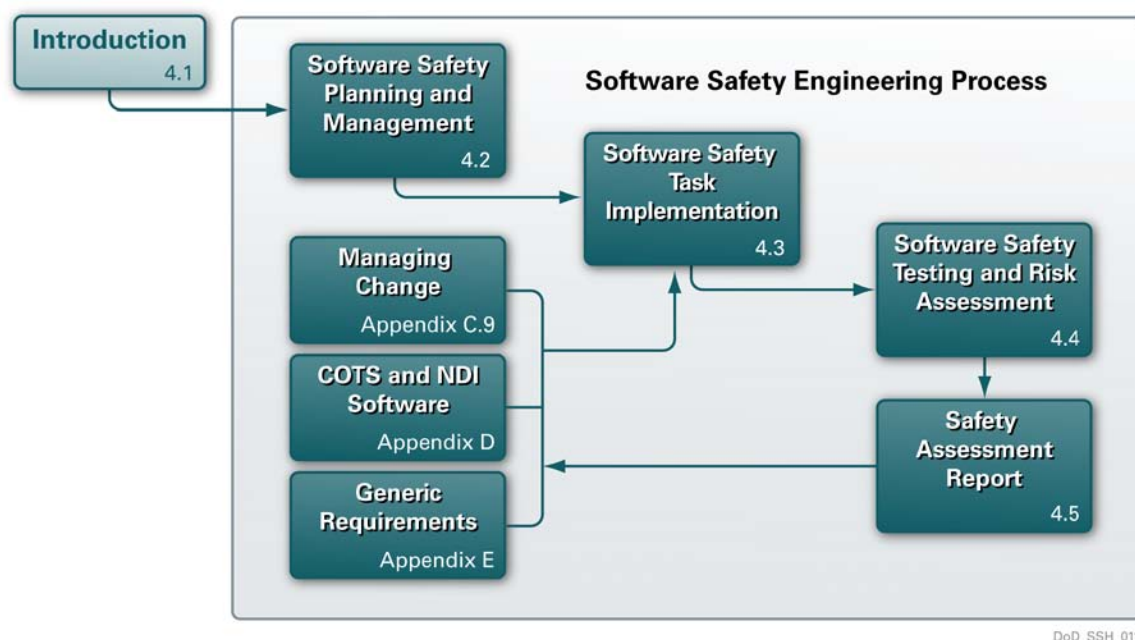 Introduction
4.1
Software Safety
Planning and
Management
4.2
Software Safety Engineering Process
Software Safety
Task
Implementation
4.3
Managing
Change
Appendix C.9
Software Safety
Testing and Risk
Assessment
4.4
COTS and NDI
Software
Appendix D
Safety
Assessment
Report
4.5
Generic
Requirements
Appendix E